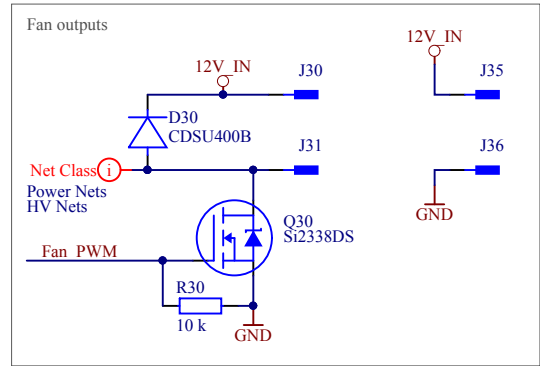 Fan outputs
12V_IN
J30
12V_IN
J35
D30
CDSU400B
J31
J36
Net Class
i
Power Nets
HV Nets
GND
Q30
Si2338DS
Fan_PWM
R30
10 k
GND